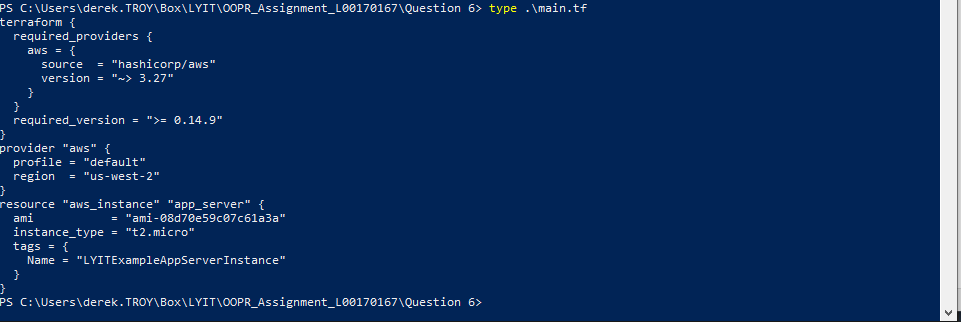 PS C:\Users\derek.TROY\Box\LYIT\OOPR_Assignment_L00170167\Question 6> type .\main.tf
terraform {
  required_providers {
    aws = {
      source  = "hashicorp/aws"
      version = "~> 3.27"
    }
  }
  required_version = ">= 0.14.9"
}
provider "aws" {
  profile = "default"
  region  = "us-west-2"
}
resource "aws_instance" "app_server" {
  ami           = "ami-08d70e59c07c61a3a"
  instance_type = "t2.micro"
  tags = {
    Name = "LYITExampleAppServerInstance"
  }
}
PS C:\Users\derek.TROY\Box\LYIT\OOPR_Assignment_L00170167\Question 6>